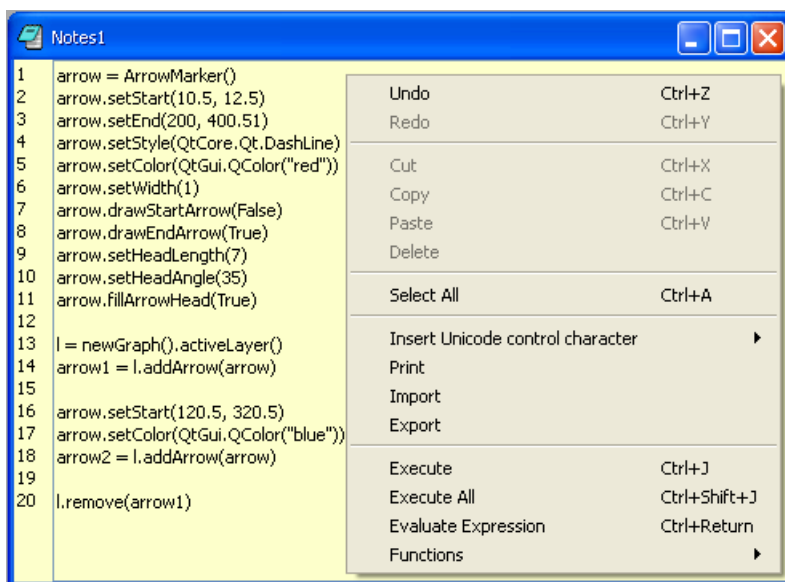 Notes1
1 arrow = ArrowMarker()
2 arrow.setStart(10.5, 12.5)
3 arrow.setEnd(200, 400.51)
4 arrow.setStyle(QtCore.Qt.DashLine)
5 arrow.setColor(QtGui.QColor("red"))
6 arrow.setWidth(1)
7 arrow.drawStartArrow(False)
8 arrow.drawEndArrow(True)
9 arrow.setHeadLength(7)
10 arrow.setHeadAngle(35)
11 arrow.fillArrowHead(True)
12
13 l = newGraph().activeLayer()
14 arrow1 = l.addArrow(arrow)
15
16 arrow.setStart(120.5, 320.5)
17 arrow.setColor(QtGui.QColor("blue"))
18 arrow2 = l.addArrow(arrow)
19
20 l.remove(arrow1)
Undo Ctrl+Z
Redo Ctrl+Y
Cut Ctrl+X
Copy Ctrl+C
Paste Ctrl+V
Delete
Select All Ctrl+A
Insert Unicode control character
Print
Import
Export
Execute Ctrl+J
Execute All Ctrl+Shift+J
Evaluate Expression Ctrl+Return
Functions